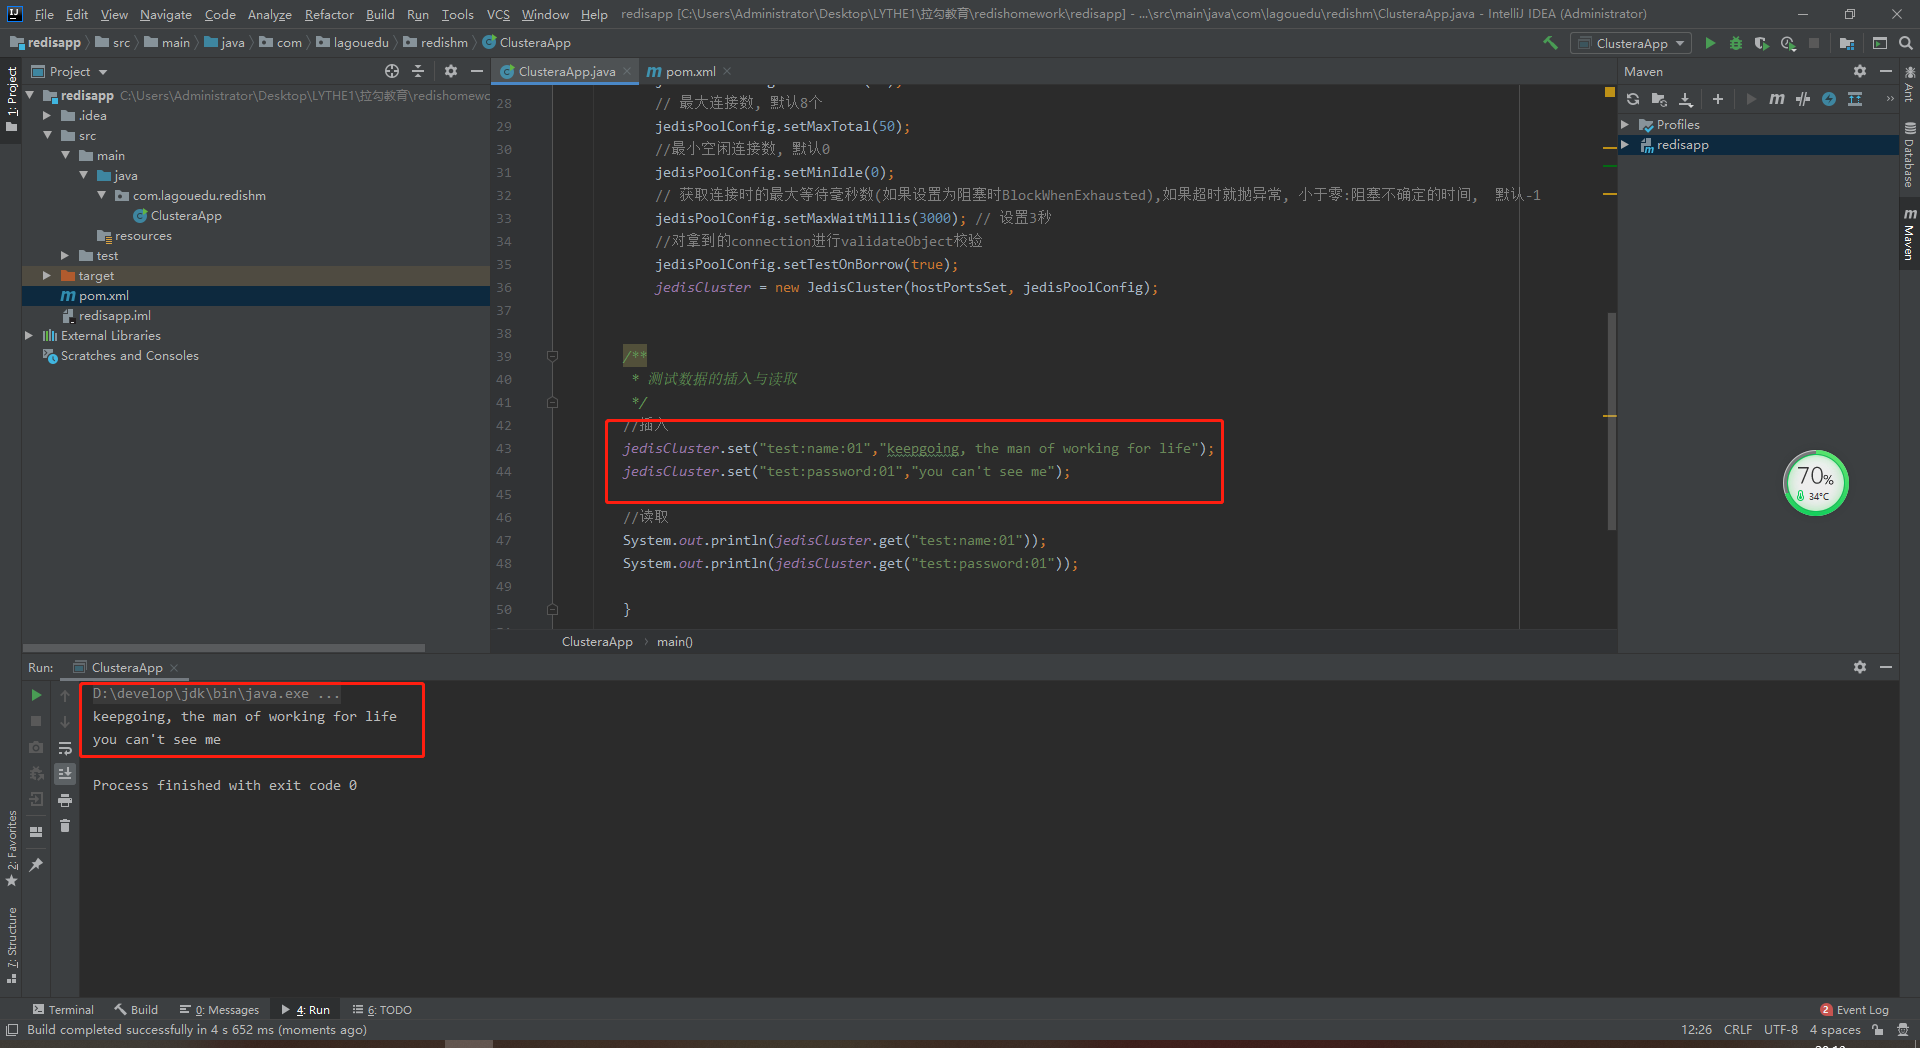 File Edit View Navigate Code Analyze Refactor Build Run Tools VCS Window Help redisapp [C:\Users\Administrator\Desktop\LYTHE1\拉勾教育\redishomework\redisapp] - ...\src\main\java\com\lagouedu\redishm\ClusteraApp.java - IntelliJ IDEA (Administrator)
redisapp src main java com lagouedu redishm ClusteraApp
ClusteraApp
Project
ClusteraApp.java
pom.xml
Maven
redisapp C:\Users\Administrator\Desktop\LYTHE1\拉勾教育\redishomewo
.idea
src
main
java
com.lagouedu.redishm
ClusteraApp
resources
test
target
pom.xml
redisapp.iml
External Libraries
Scratches and Consoles
28 // 最大连接数, 默认8个
29 jedisPoolConfig.setMaxTotal(50);
30 //最小空闲连接数, 默认0
31 jedisPoolConfig.setMinIdle(0);
32 // 获取连接时的最大等待毫秒数(如果设置为阻塞时BlockWhenExhausted),如果超时就抛异常, 小于零:阻塞不确定的时间, 默认-1
33 jedisPoolConfig.setMaxWaitMillis(3000); // 设置3秒
34 //对拿到的connection进行validateObject校验
35 jedisPoolConfig.setTestOnBorrow(true);
36 jedisCluster = new JedisCluster(hostPortsSet, jedisPoolConfig);
37
38
39 /**
40 * 测试数据的插入与读取
41 */
42 //插入
43 jedisCluster.set("test:name:01","keepgoing, the man of working for life");
44 jedisCluster.set("test:password:01","you can't see me");
45
46 //读取
47 System.out.println(jedisCluster.get("test:name:01"));
48 System.out.println(jedisCluster.get("test:password:01"));
49
50 }
ClusteraApp main()
Profiles
redisapp
70%
34°C
1: Project
2: Favorites
7: Structure
Ant
Database
Maven
Run: ClusteraApp
D:\develop\jdk\bin\java.exe ...
keepgoing, the man of working for life
you can't see me
Process finished with exit code 0
Terminal Build 0: Messages 4: Run 6: TODO
2 Event Log
Build completed successfully in 4 s 652 ms (moments ago)
12:26 CRLF UTF-8 4 spaces